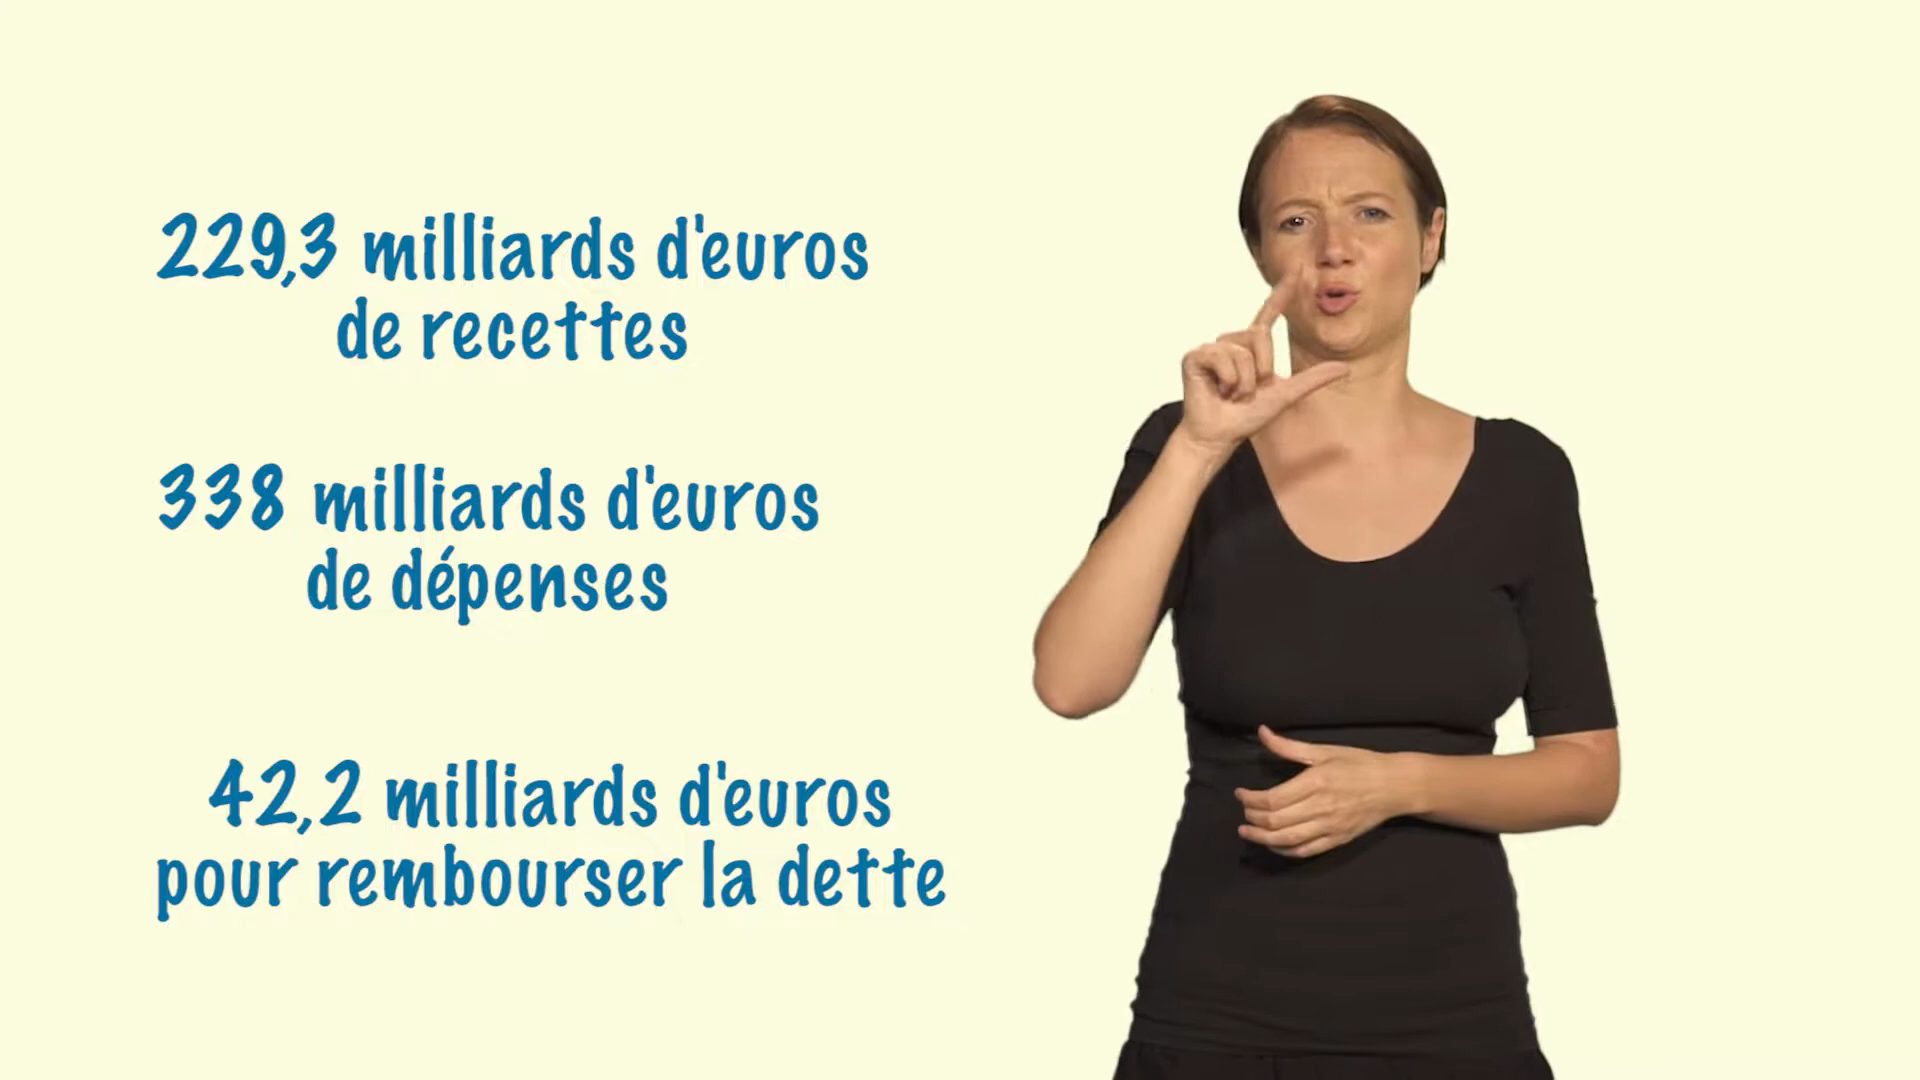 229,3 milliards d'euros
de recettes
338 milliards d'euros
de dépenses
42,2 milliards d'euros
pour rembourser la dette